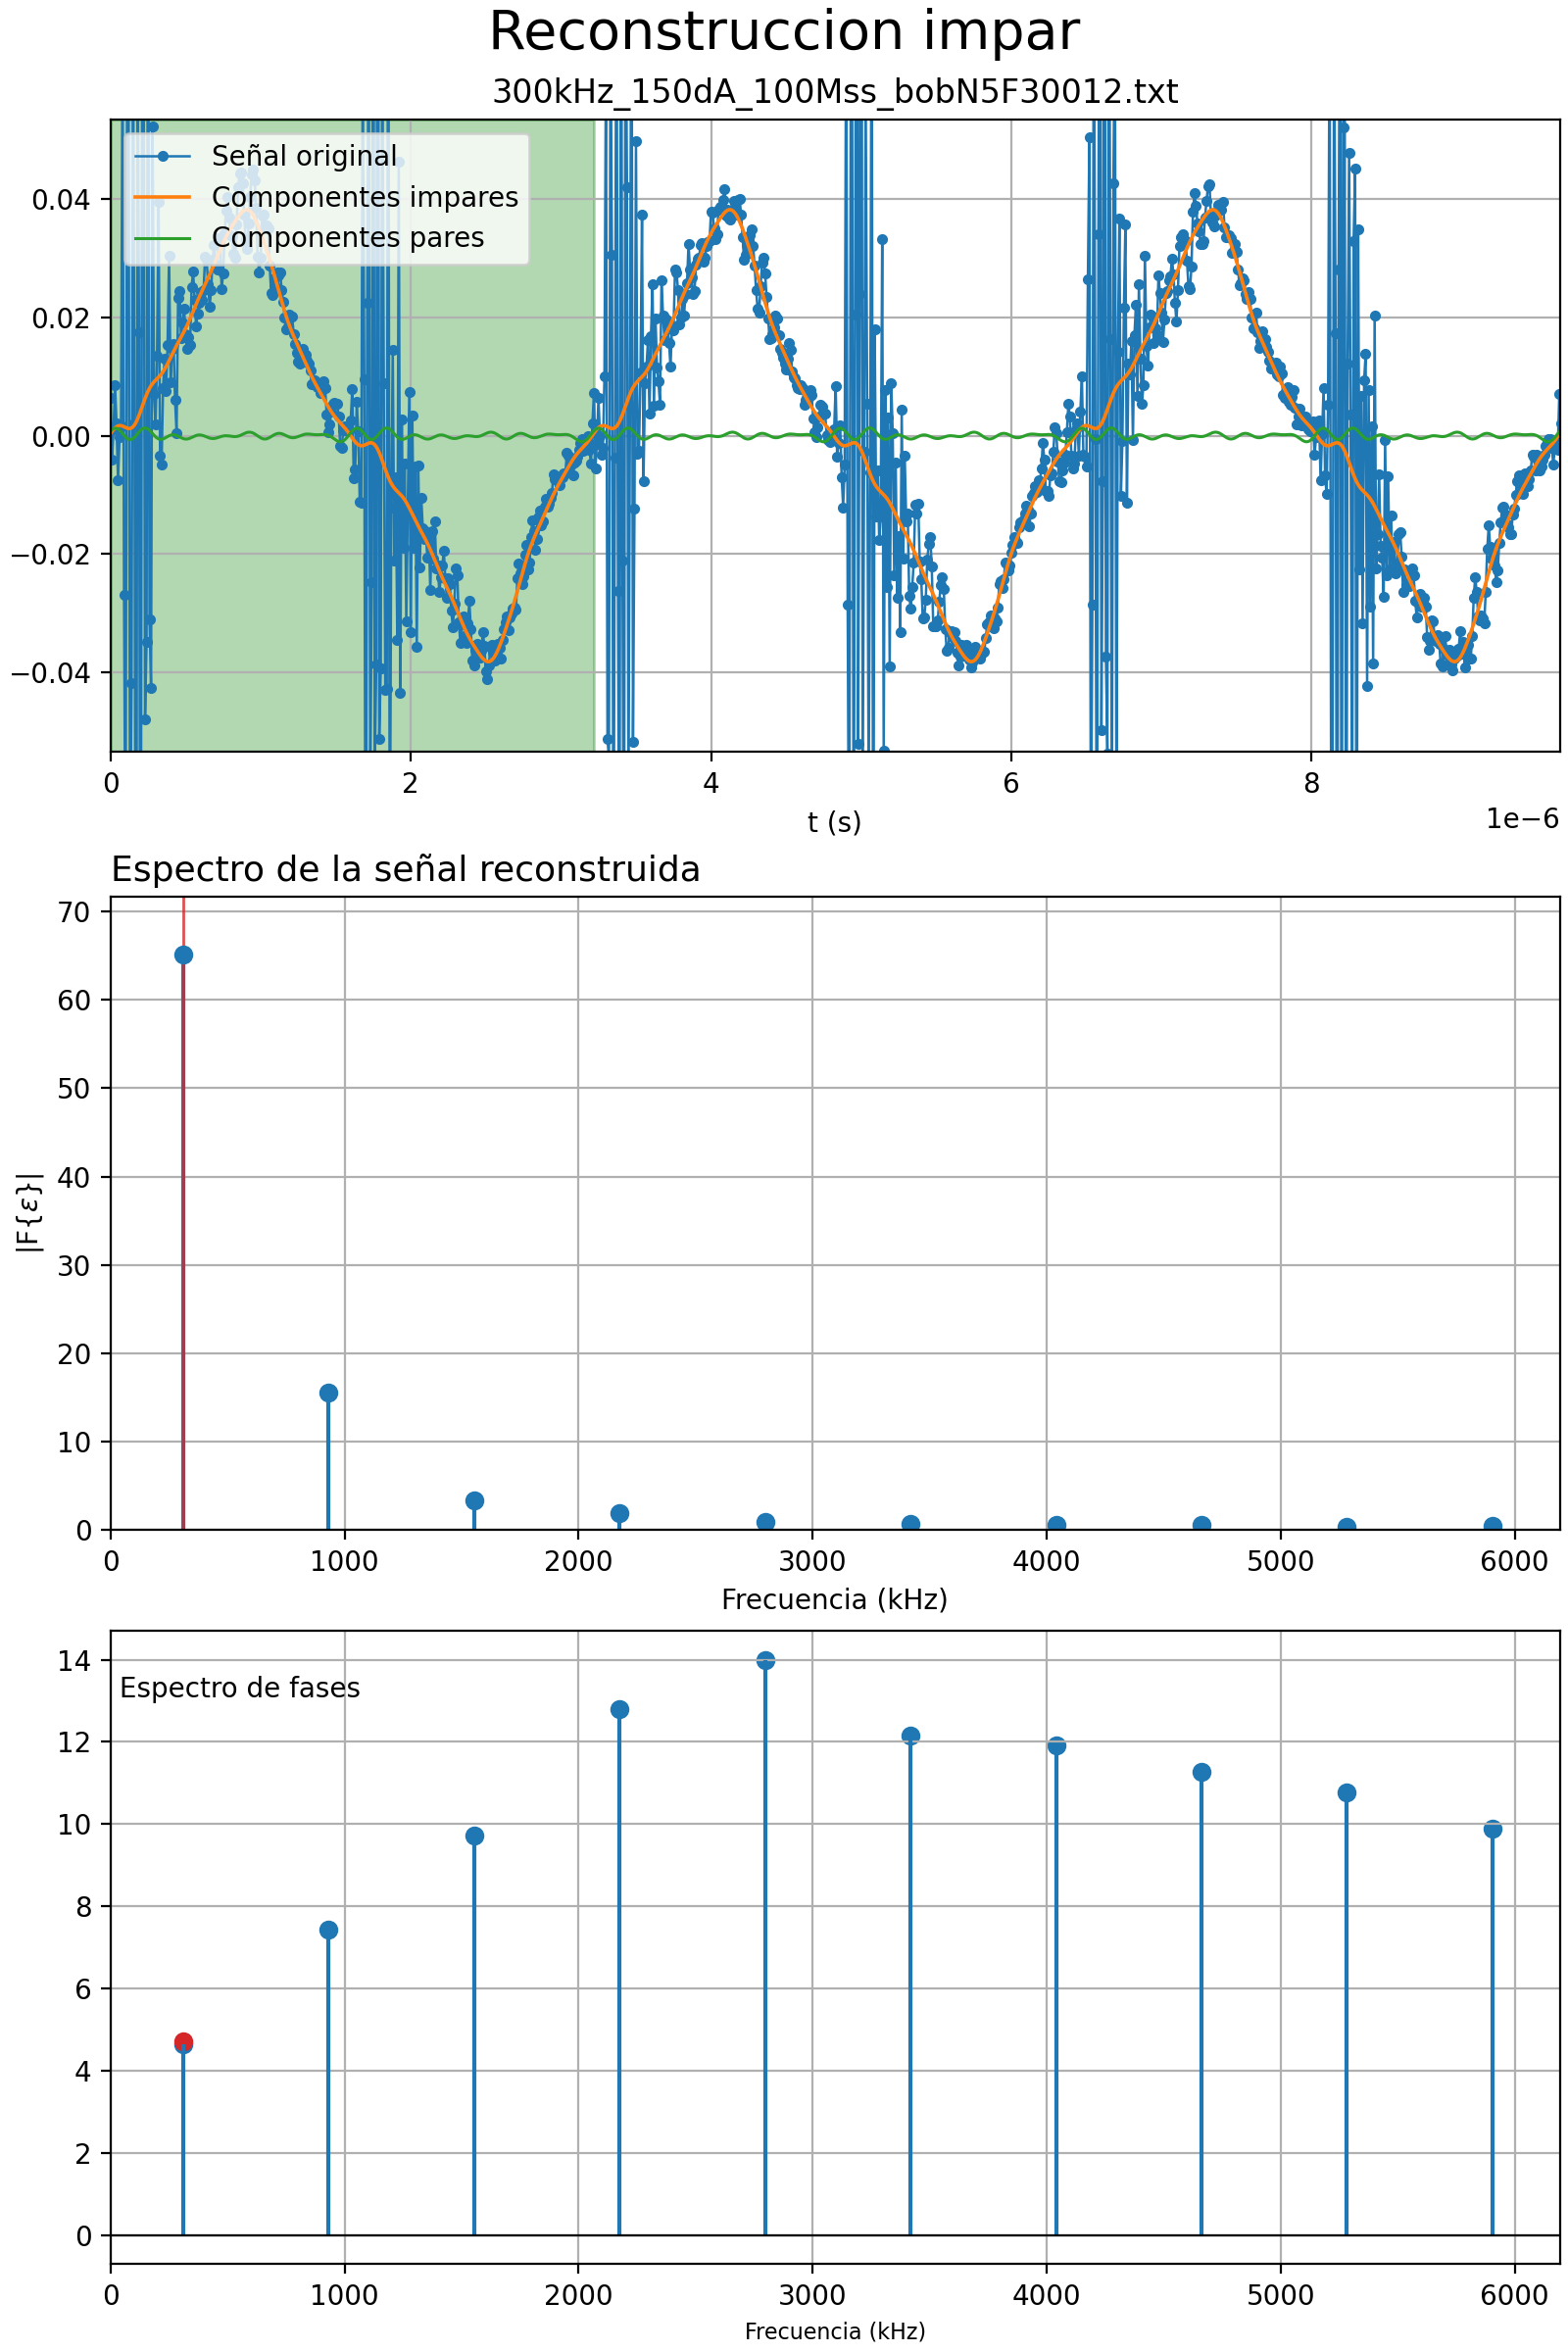 Reconstruccion impar
300kHz_150dA_100Mss_bobN5F30012.txt
Señal original
Componentes impares
Componentes pares
0.04
0.02
0.00
−0.02
−0.04
0 2 4 6 8
t (s)
1e−6
Espectro de la señal reconstruida
70
60
50
40
30
20
10
0
|F{ε}|
0 1000 2000 3000 4000 5000 6000
Frecuencia (kHz)
Espectro de fases
14
12
10
8
6
4
2
0
0 1000 2000 3000 4000 5000 6000
Frecuencia (kHz)